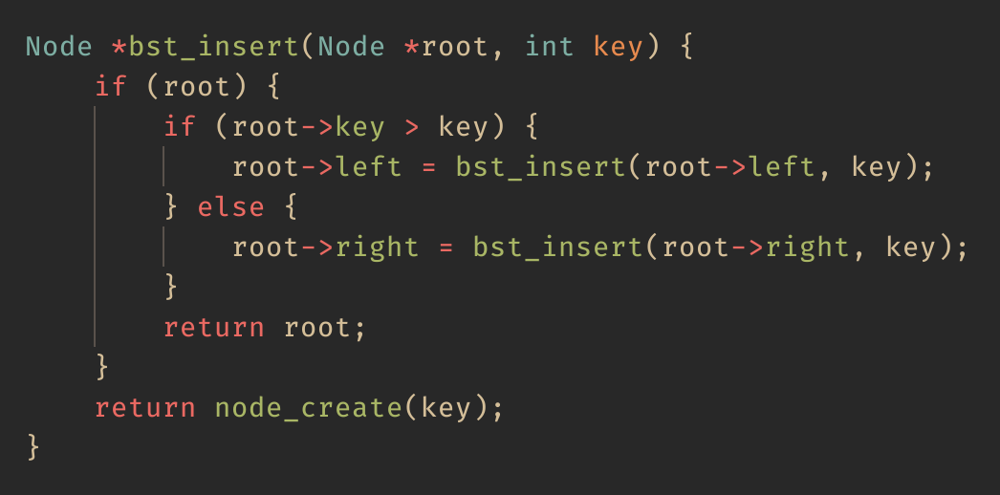 Node *bst_insert(Node *root, int key) {
    if (root) {
        if (root->key > key) {
            root->left = bst_insert(root->left, key);
        } else {
            root->right = bst_insert(root->right, key);
        }
        return root;
    }
    return node_create(key);
}